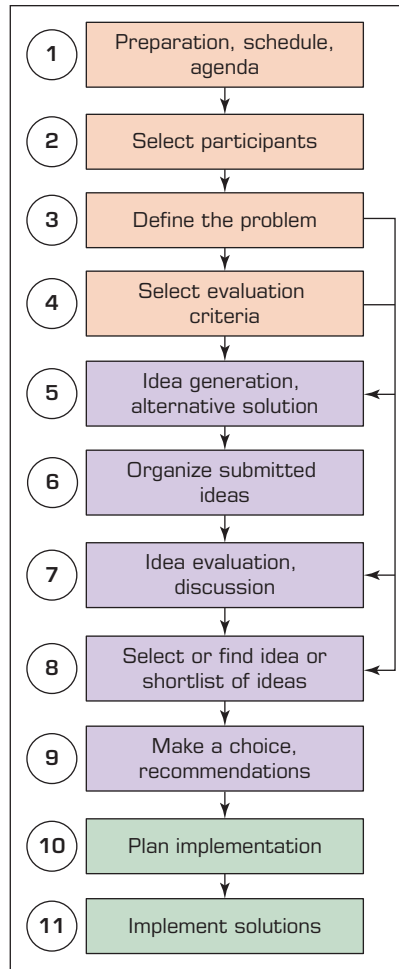 1
Preparation, schedule,
agenda
2
Select participants
3
Define the problem
4
Select evaluation
criteria
5
Idea generation,
alternative solution
6
Organize submitted
ideas
7
Idea evaluation,
discussion
8
Select or find idea or
shortlist of ideas
9
Make a choice,
recommendations
10
Plan implementation
11
Implement solutions